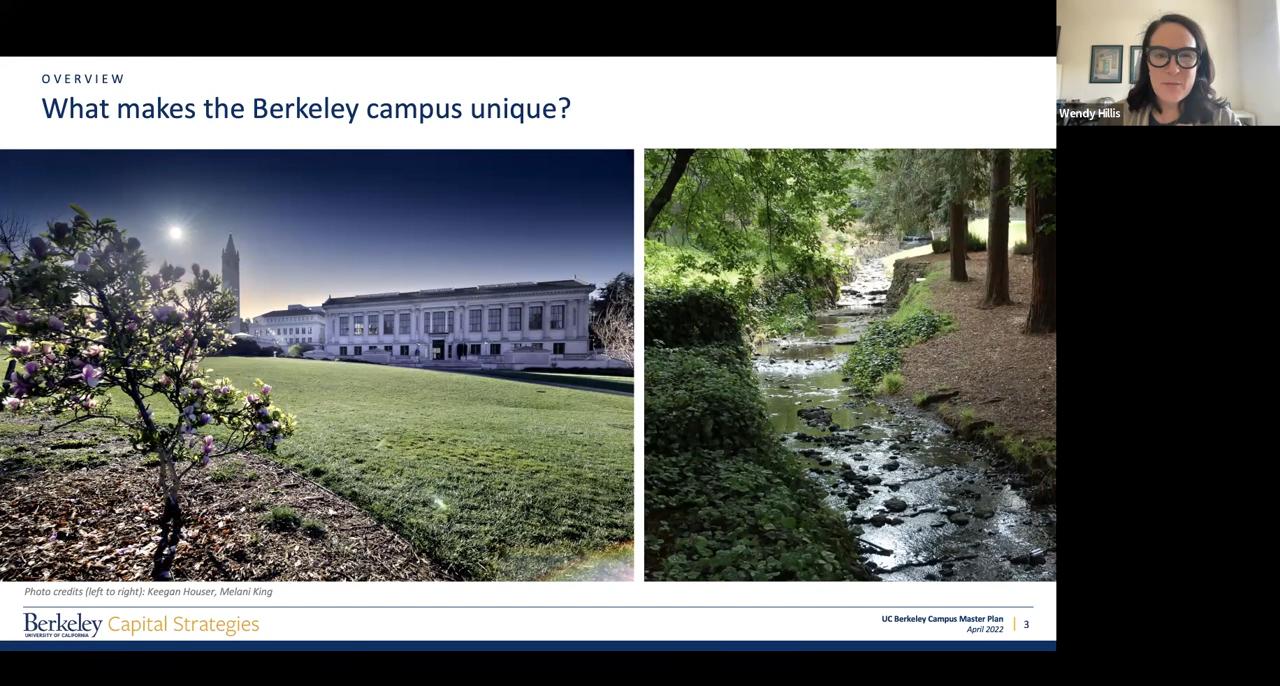 OVERVIEW
What makes the Berkeley campus unique?
Wendy Hillis
Photo credits (left to right): Keegan Houser, Melani King
Berkeley Capital Strategies
UNIVERSITY OF CALIFORNIA
UC Berkeley Campus Master Plan
April 2022
3